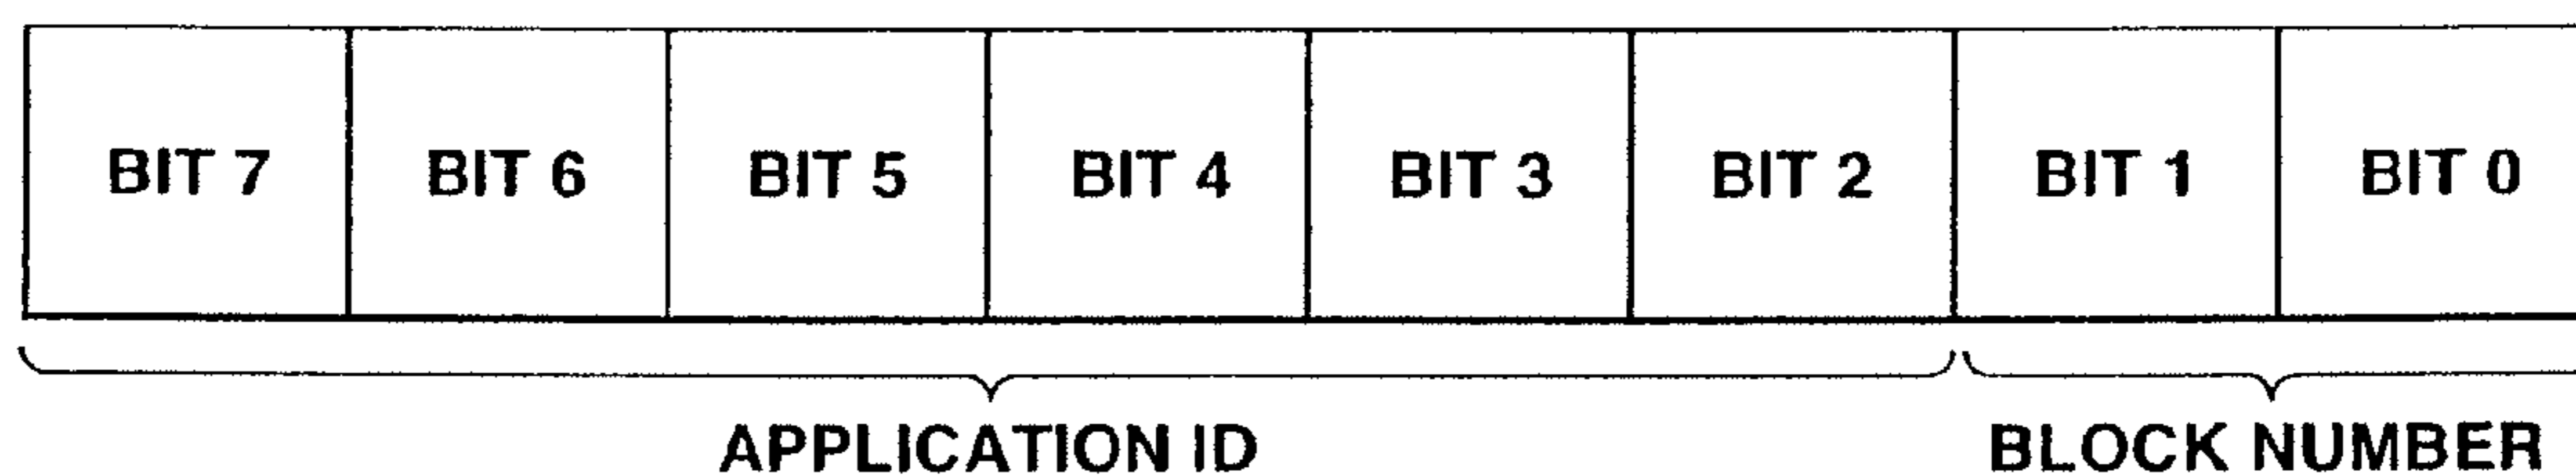 BIT 7 BIT 6 BIT 5 BIT 4 BIT 3 BIT 2 BIT 1 BIT 0
APPLICATION ID BLOCK NUMBER